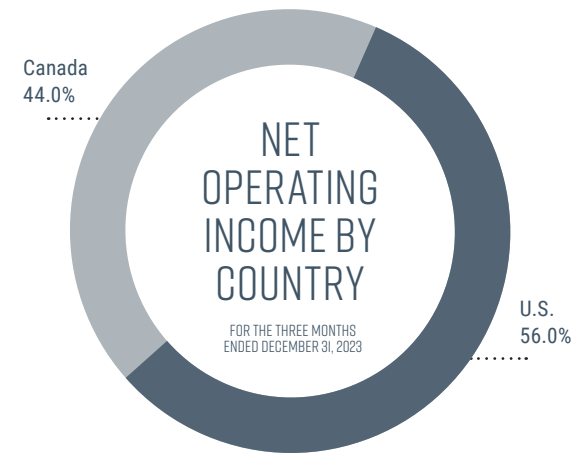 Canada
44.0%
NET
OPERATING
INCOME BY
COUNTRY
FOR THE THREE MONTHS
ENDED DECEMBER 31, 2023
U.S.
56.0%